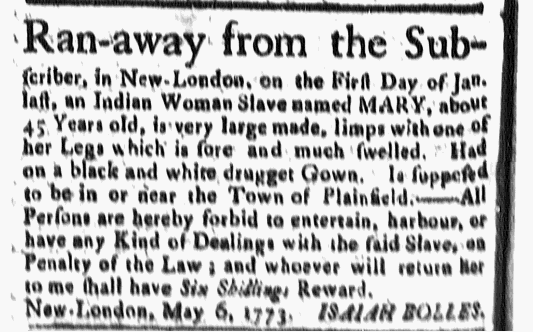 Ran-away from the Sub-
ſcriber, in New-London, on the Firſt Day of Jan.
laſt, an Indian Woman Slave named MARY, about
45 Years old, is very large made, limps with one of
her Legs which is ſore and much ſwelled. Had
on a black and white drugget Gown. Is ſuppoſed
to be in or near the Town of Plainfield.——All
Perſons are hereby forbid to entertain, harbour, or
have any Kind of Dealings with the ſaid Slave, on
Penalty of the Law; and whoever will return her
to me ſhall have Six Shillings Reward.
New-London, May 6, 1773. ISAIAH BOLLES.